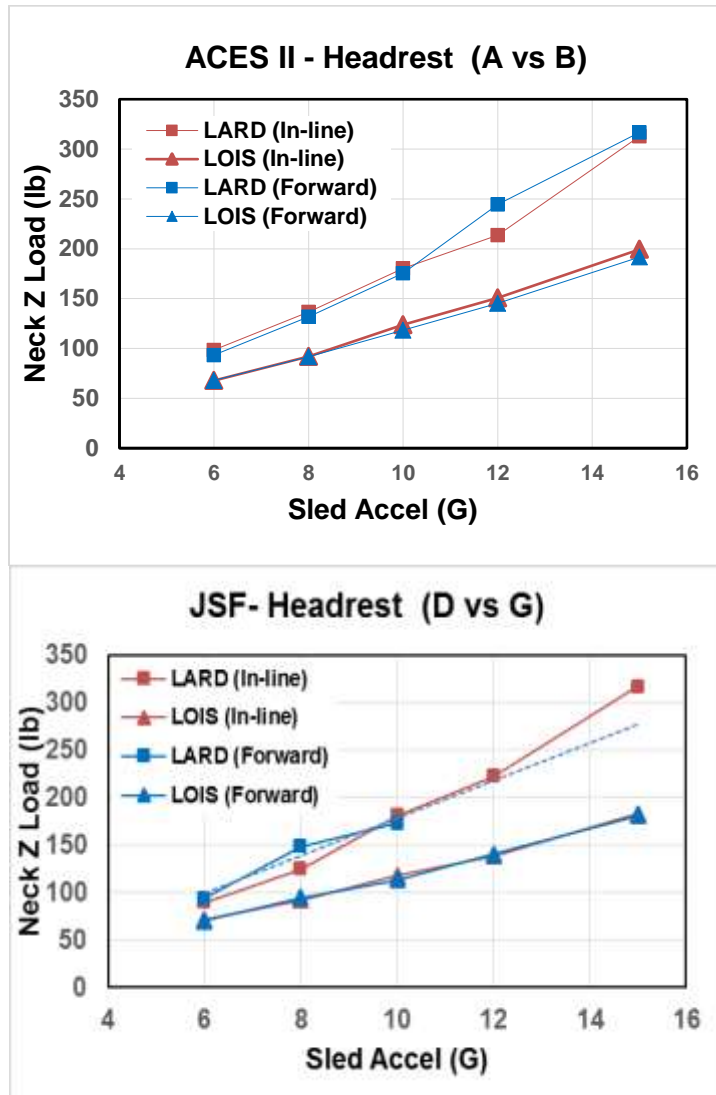 ACES II - Headrest  (A vs B)
350
300
250
200
150
100
50
0
Neck Z Load (lb)
LARD (In-line)
LOIS (In-line)
LARD (Forward)
LOIS (Forward)
4 6 8 10 12 14 16
Sled Accel (G)
JSF- Headrest  (D vs G)
350
300
250
200
150
100
50
0
Neck Z Load (lb)
LARD (In-line)
LOIS (In-line)
LARD (Forward)
LOIS (Forward)
4 6 8 10 12 14 16
Sled Accel (G)